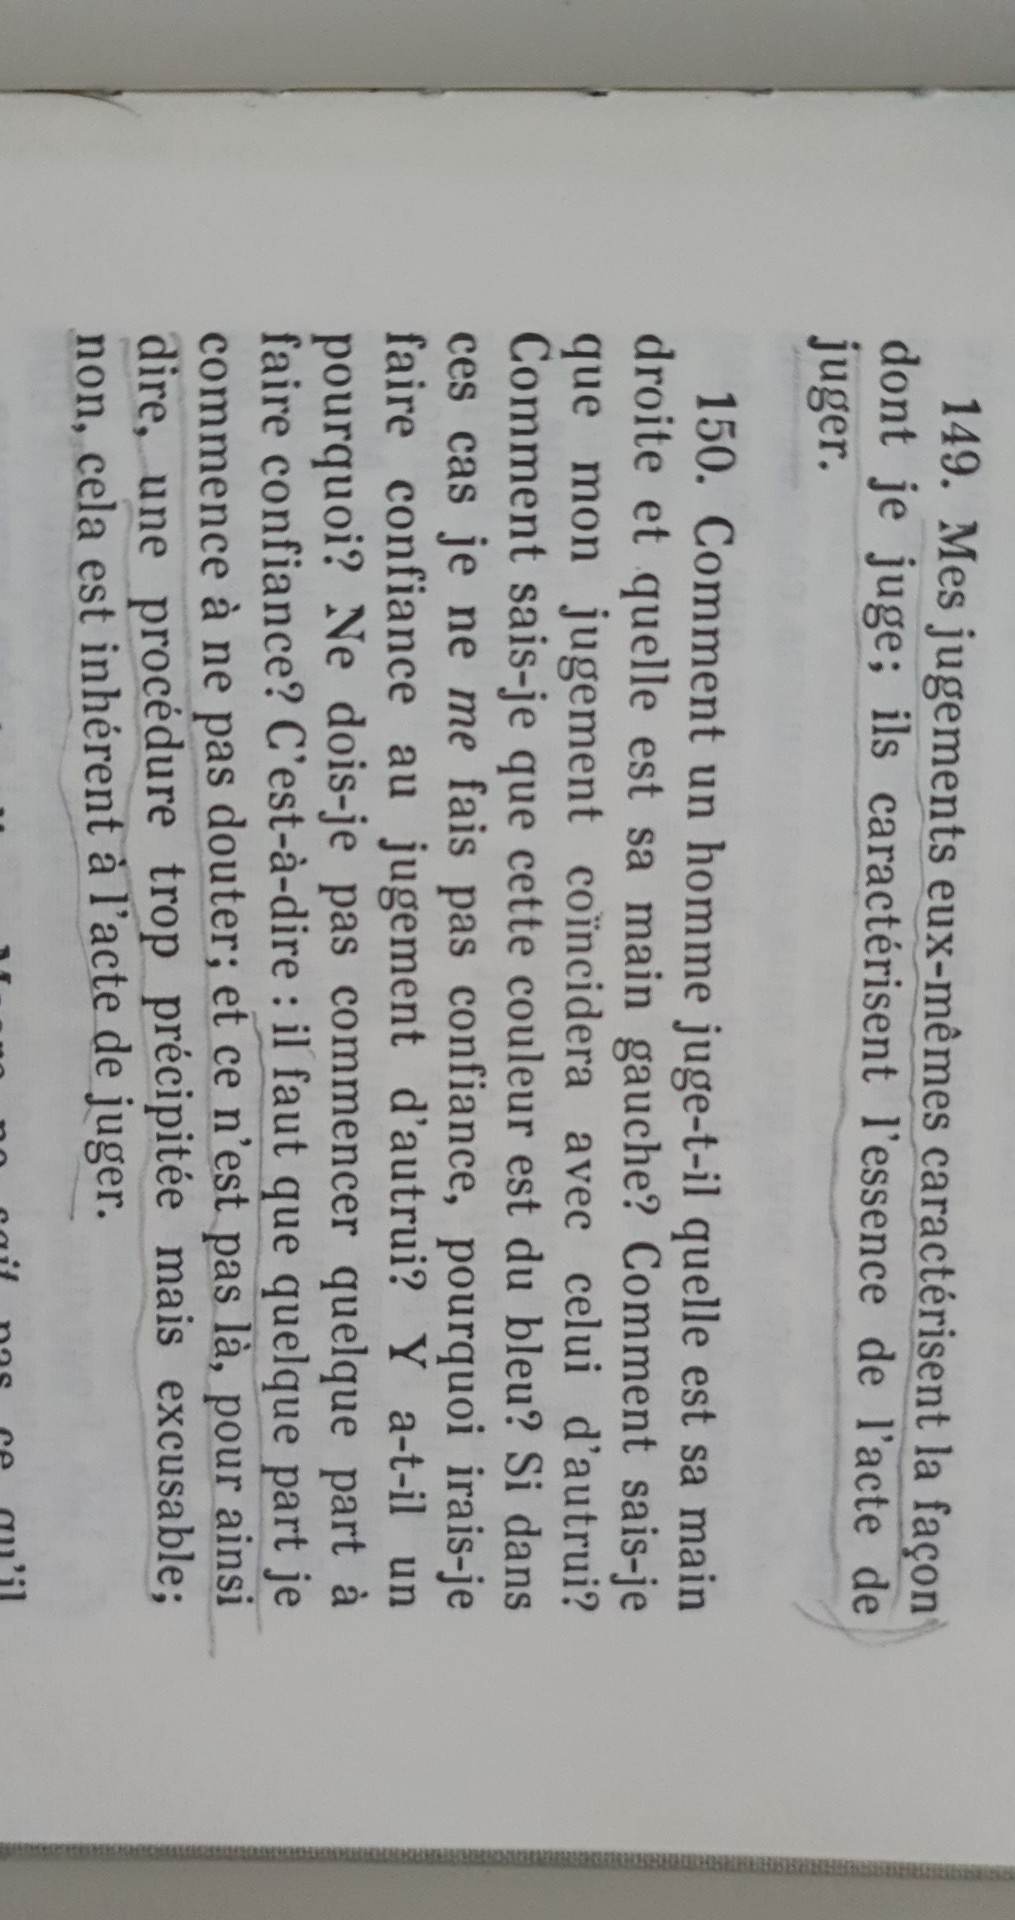 149. Mes jugements eux-mêmes caractérisent la façon
dont je juge; ils caractérisent l'essence de l'acte de
juger.
150. Comment un homme juge-t-il quelle est sa main
droite et quelle est sa main gauche? Comment sais-je
que mon jugement coïncidera avec celui d'autrui?
Comment sais-je que cette couleur est du bleu? Si dans
ces cas je ne me fais pas confiance, pourquoi irais-je
faire confiance au jugement d'autrui? Y a-t-il un
pourquoi? Ne dois-je pas commencer quelque part à
faire confiance? C'est-à-dire : il faut que quelque part je
commence à ne pas douter; et ce n'est pas là, pour ainsi
dire, une procédure trop précipitée mais excusable;
non, cela est inhérent à l'acte de juger.
pas ce qu'il